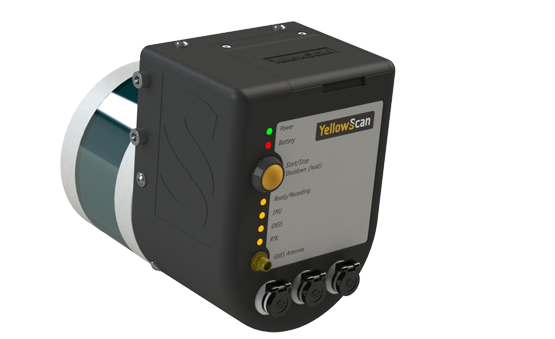 YellowScan
Power
Battery
Start/Stop
Shutdown (hold)
Ready/Recording
IMU
GNSS
RTK
GNSS Antenna